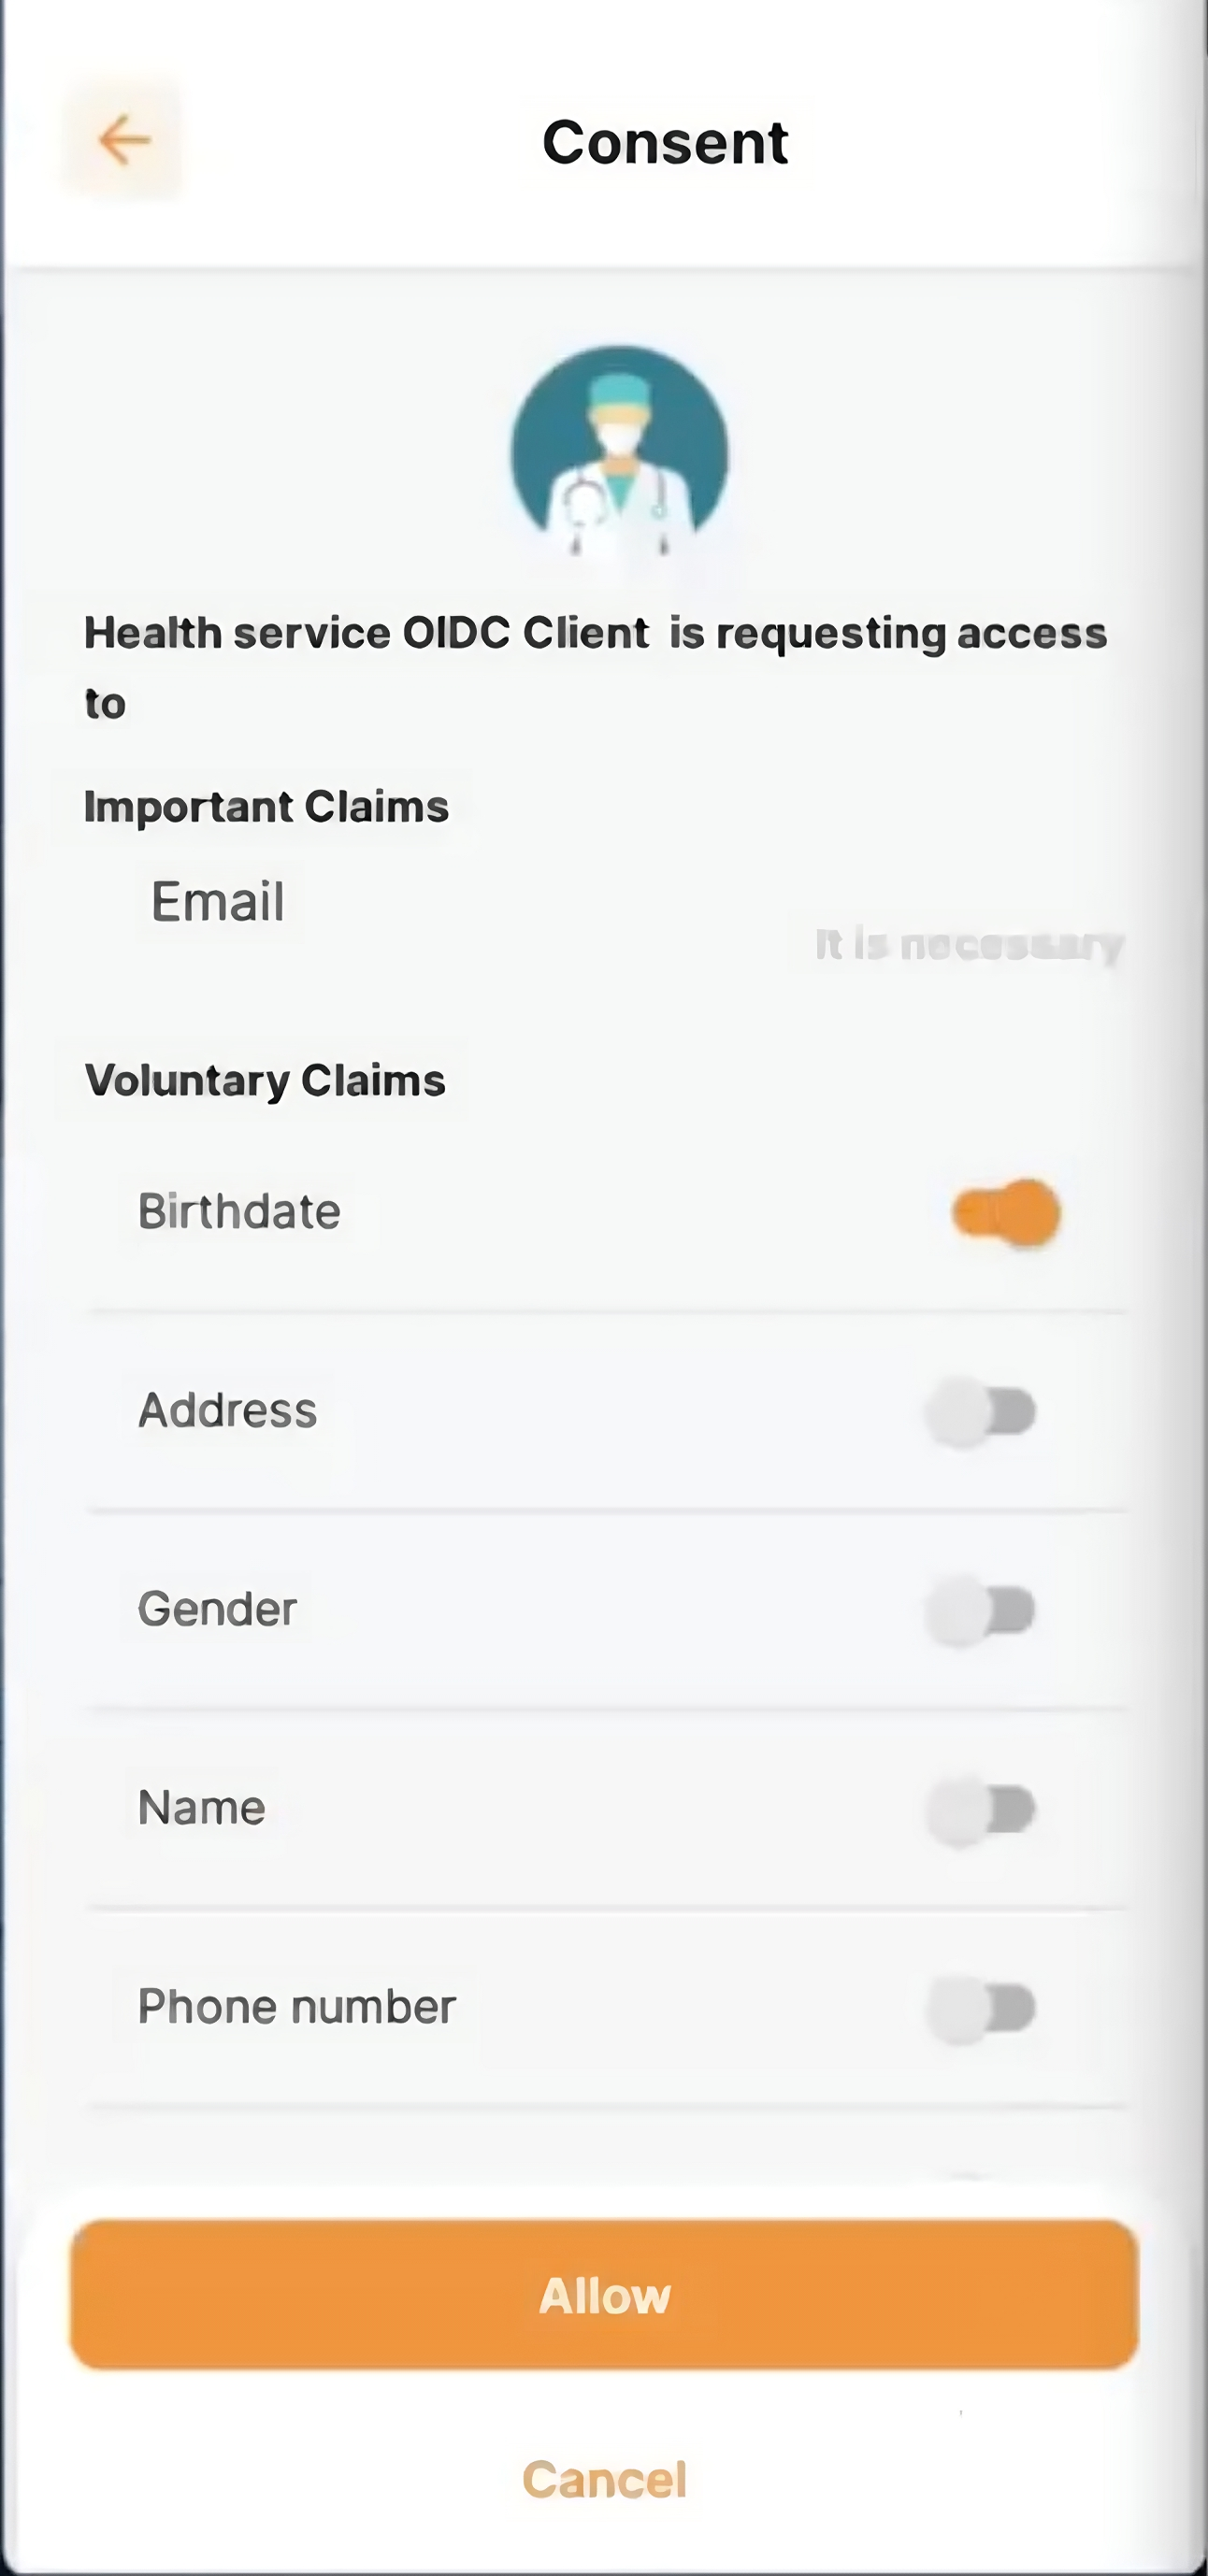 Consent
Health service OIDC Client is requesting access
to
Important Claims
Email
It is necessary
Voluntary Claims
Birthdate
Address
Gender
Name
Phone number
Allow
Cancel